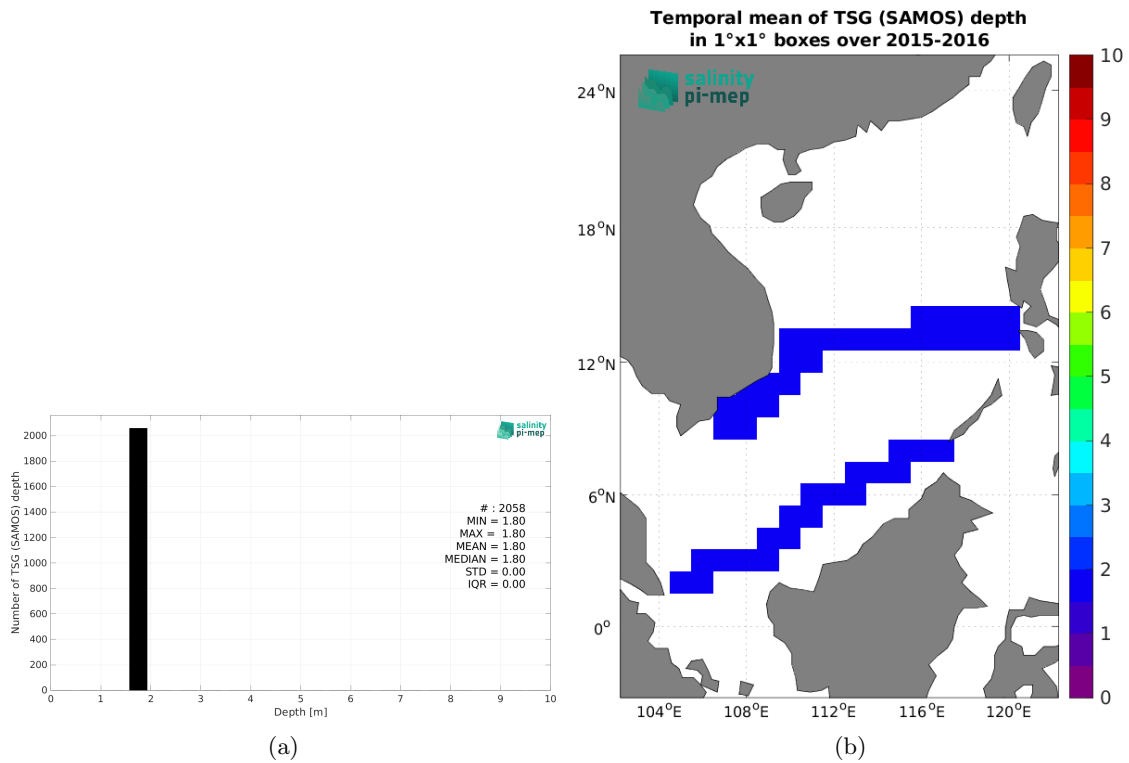 salinity
pi-mep
Number of TSG (SAMOS) depth
2000
1800
1600
1400
1200
1000
800
600
400
200
0
# : 2058
MIN = 1.80
MAX = 1.80
MEAN = 1.80
MEDIAN = 1.80
STD = 0.00
IQR = 0.00
0 1 2 3 4 5 6 7 8 9 10
Depth [m]
(a)
Temporal mean of TSG (SAMOS) depth
in 1°x1° boxes over 2015-2016
salinity
pi-mep
24°N
18°N
12°N
6°N
0°
104°E 108°E 112°E 116°E 120°E
10
9
8
7
6
5
4
3
2
1
0
(b)